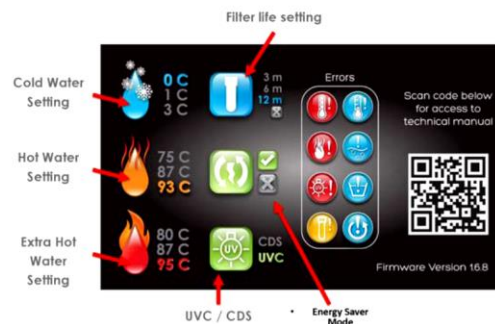 Filter life setting
Cold Water
Setting
0 C
1 C
3 C
3 m
6 m
12 m
Errors
Scan code below
for access to
technical manual
Hot Water
Setting
75 C
87 C
93 C
Extra Hot
Water
Setting
80 C
87 C
95 C
UV
CDS
UVC
Firmware Version 1.6.8
UVC / CDS
• Energy Saver
Mode